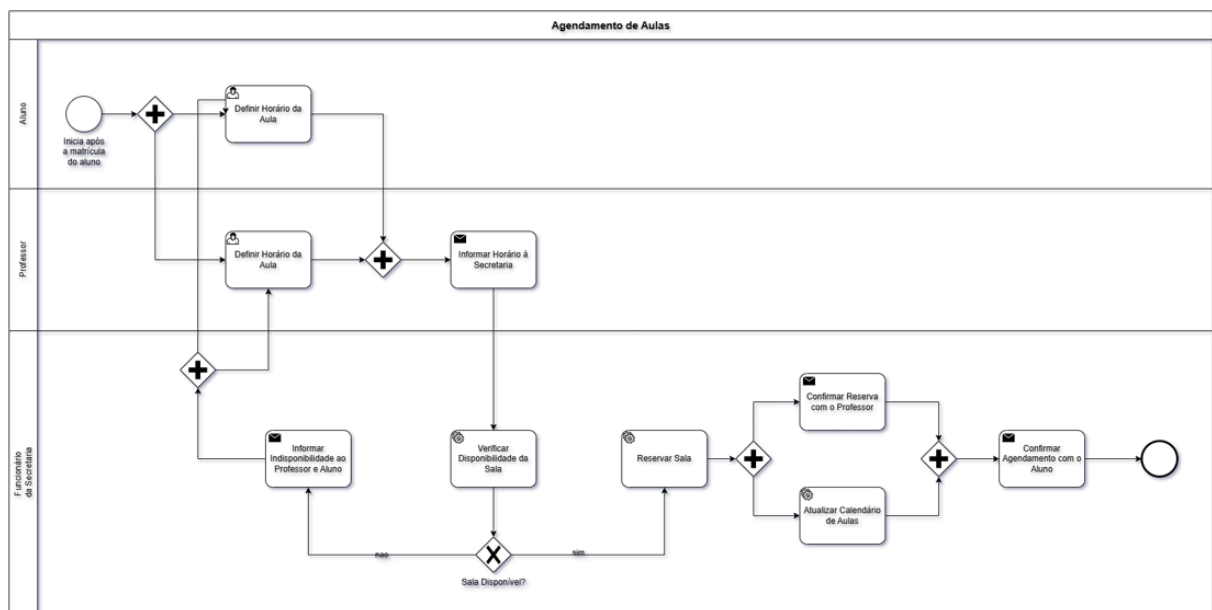 Agendamento de Aulas
Aluno
Inicia após
a matrícula
do aluno
Definir Horário da
Aula
Professor
Definir Horário da
Aula
Informar Horário à
Secretaria
Funcionário
da Secretaria
Informar
Indisponibilidade ao
Professor e Aluno
Verificar
Disponibilidade da
Sala
Reservar Sala
Confirmar Reserva
com o Professor
Atualizar Calendário
de Aulas
Confirmar
Agendamento com o
Aluno
nao
sim
Sala Disponível?